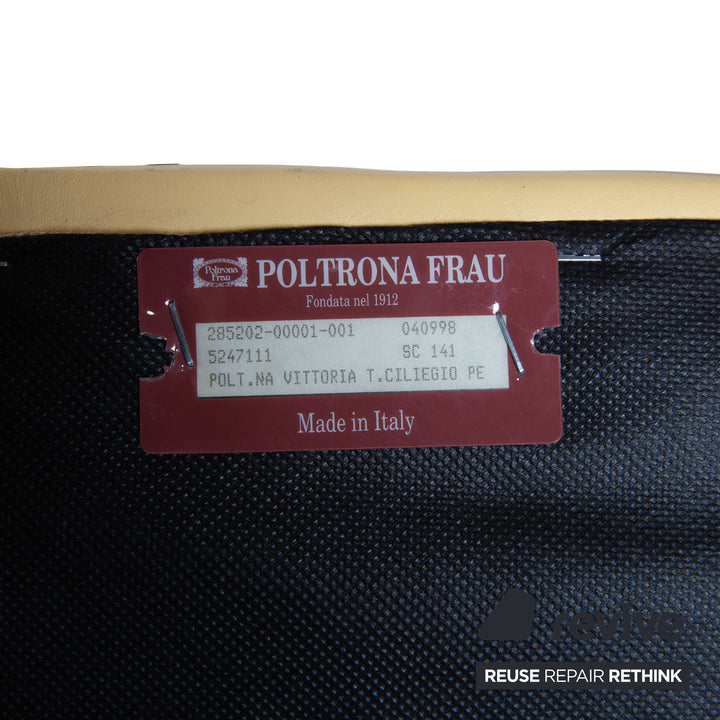 Poltrona
Frau
POLTRONA FRAU
Fondata nel 1912
285202-00001-001 040998
5247111 SC 141
POLT.NA VITTORIA T.CILIEGIO PE
Made in Italy
revive
REUSE REPAIR RETHINK